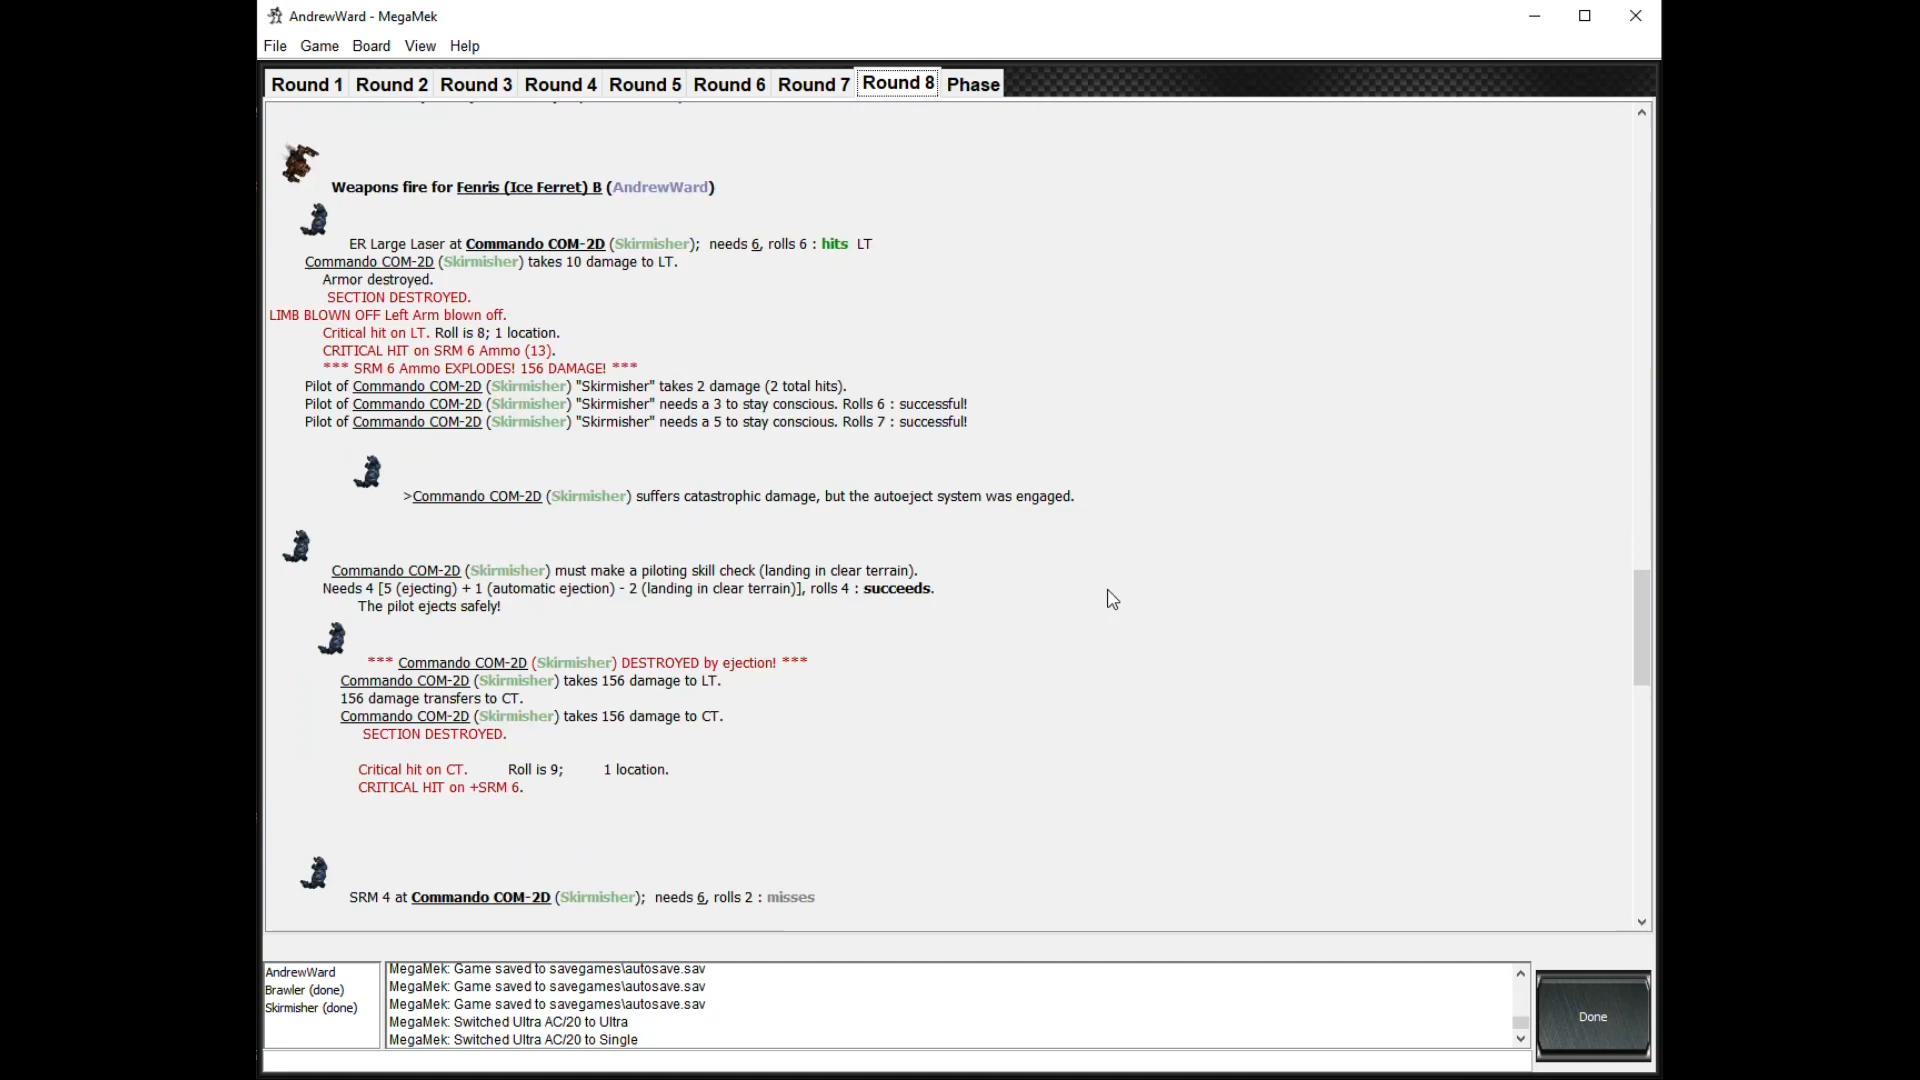 AndrewWard - MegaMek
File Game Board View Help
Round 1 Round 2 Round 3 Round 4 Round 5 Round 6 Round 7 Round 8 Phase
Weapons fire for Fenris (Ice Ferret) B (AndrewWard)
ER Large Laser at Commando COM-2D (Skirmisher); needs 6, rolls 6 : hits LT
Commando COM-2D (Skirmisher) takes 10 damage to LT.
Armor destroyed.
SECTION DESTROYED.
LIMB BLOWN OFF Left Arm blown off.
Critical hit on LT. Roll is 8; 1 location.
CRITICAL HIT on SRM 6 Ammo (13).
*** SRM 6 Ammo EXPLODES! 156 DAMAGE! ***
Pilot of Commando COM-2D (Skirmisher) "Skirmisher" takes 2 damage (2 total hits).
Pilot of Commando COM-2D (Skirmisher) "Skirmisher" needs a 3 to stay conscious. Rolls 6 : successful!
Pilot of Commando COM-2D (Skirmisher) "Skirmisher" needs a 5 to stay conscious. Rolls 7 : successful!
>Commando COM-2D (Skirmisher) suffers catastrophic damage, but the autoeject system was engaged.
Commando COM-2D (Skirmisher) must make a piloting skill check (landing in clear terrain).
Needs 4 [5 (ejecting) + 1 (automatic ejection) - 2 (landing in clear terrain)], rolls 4 : succeeds.
The pilot ejects safely!
*** Commando COM-2D (Skirmisher) DESTROYED by ejection! ***
Commando COM-2D (Skirmisher) takes 156 damage to LT.
156 damage transfers to CT.
Commando COM-2D (Skirmisher) takes 156 damage to CT.
SECTION DESTROYED.
Critical hit on CT. Roll is 9; 1 location.
CRITICAL HIT on +SRM 6.
SRM 4 at Commando COM-2D (Skirmisher); needs 6, rolls 2 : misses
AndrewWard
Brawler (done)
Skirmisher (done)
MegaMek: Game saved to savegames\autosave.sav
MegaMek: Game saved to savegames\autosave.sav
MegaMek: Game saved to savegames\autosave.sav
MegaMek: Switched Ultra AC/20 to Ultra
MegaMek: Switched Ultra AC/20 to Single
Done